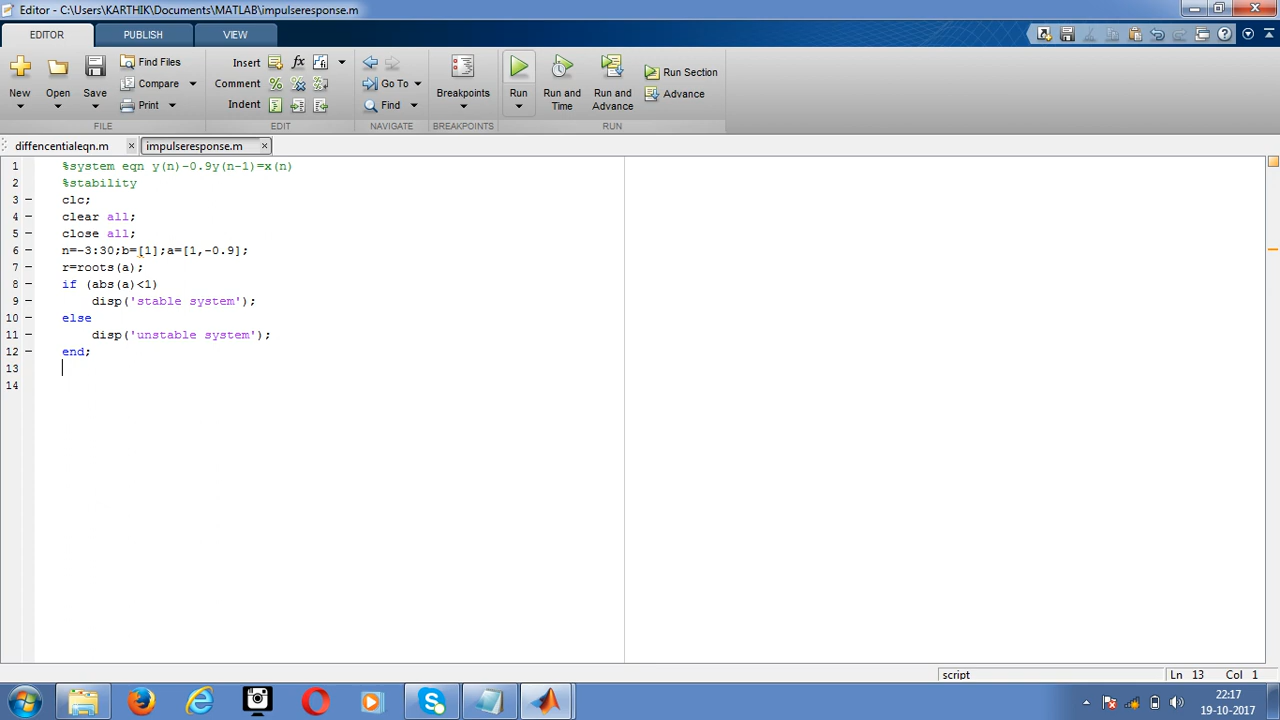 Editor - C:\Users\KARTHIK\Documents\MATLAB\impulseresponse.m
EDITOR PUBLISH VIEW
New Open Save Find Files Compare Print
FILE
Insert Comment Indent
EDIT
Go To Find
NAVIGATE
Breakpoints
BREAKPOINTS
Run Run and Time Run and Advance Run Section Advance
RUN
diffencentialeqn.m × impulseresponse.m ×
1 %system eqn y(n)-0.9y(n-1)=x(n)
2 %stability
3 clc;
4 clear all;
5 close all;
6 n=-3:30;b=[1];a=[1,-0.9];
7 r=roots(a);
8 if (abs(a)<1)
9 disp('stable system');
10 else
11 disp('unstable system');
12 end;
13
14
script Ln 13 Col 1
22:17
19-10-2017